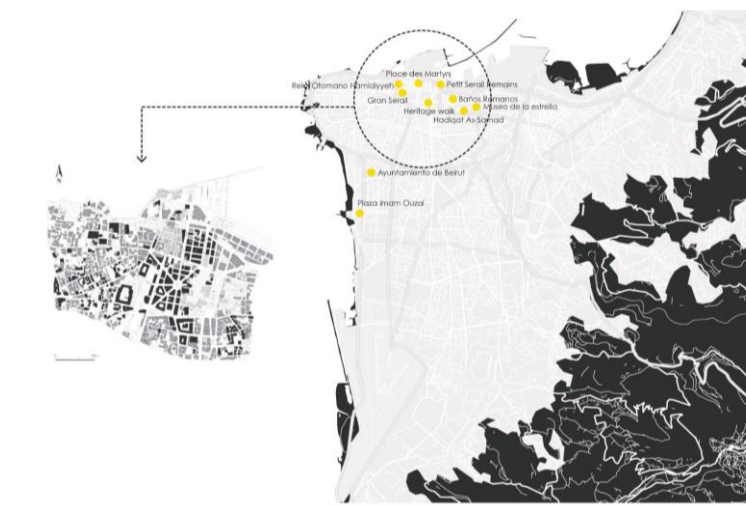 Place des Martyrs
Reloj Otomano Hamidiyyeh
Petit Serail Remains
Gran Serail
Baños Romanos
Museo de la estrella
Heritage walk
Hadiqat As-Samad
Ayuntamiento de Beirut
Plaza Imam Ouzai
N